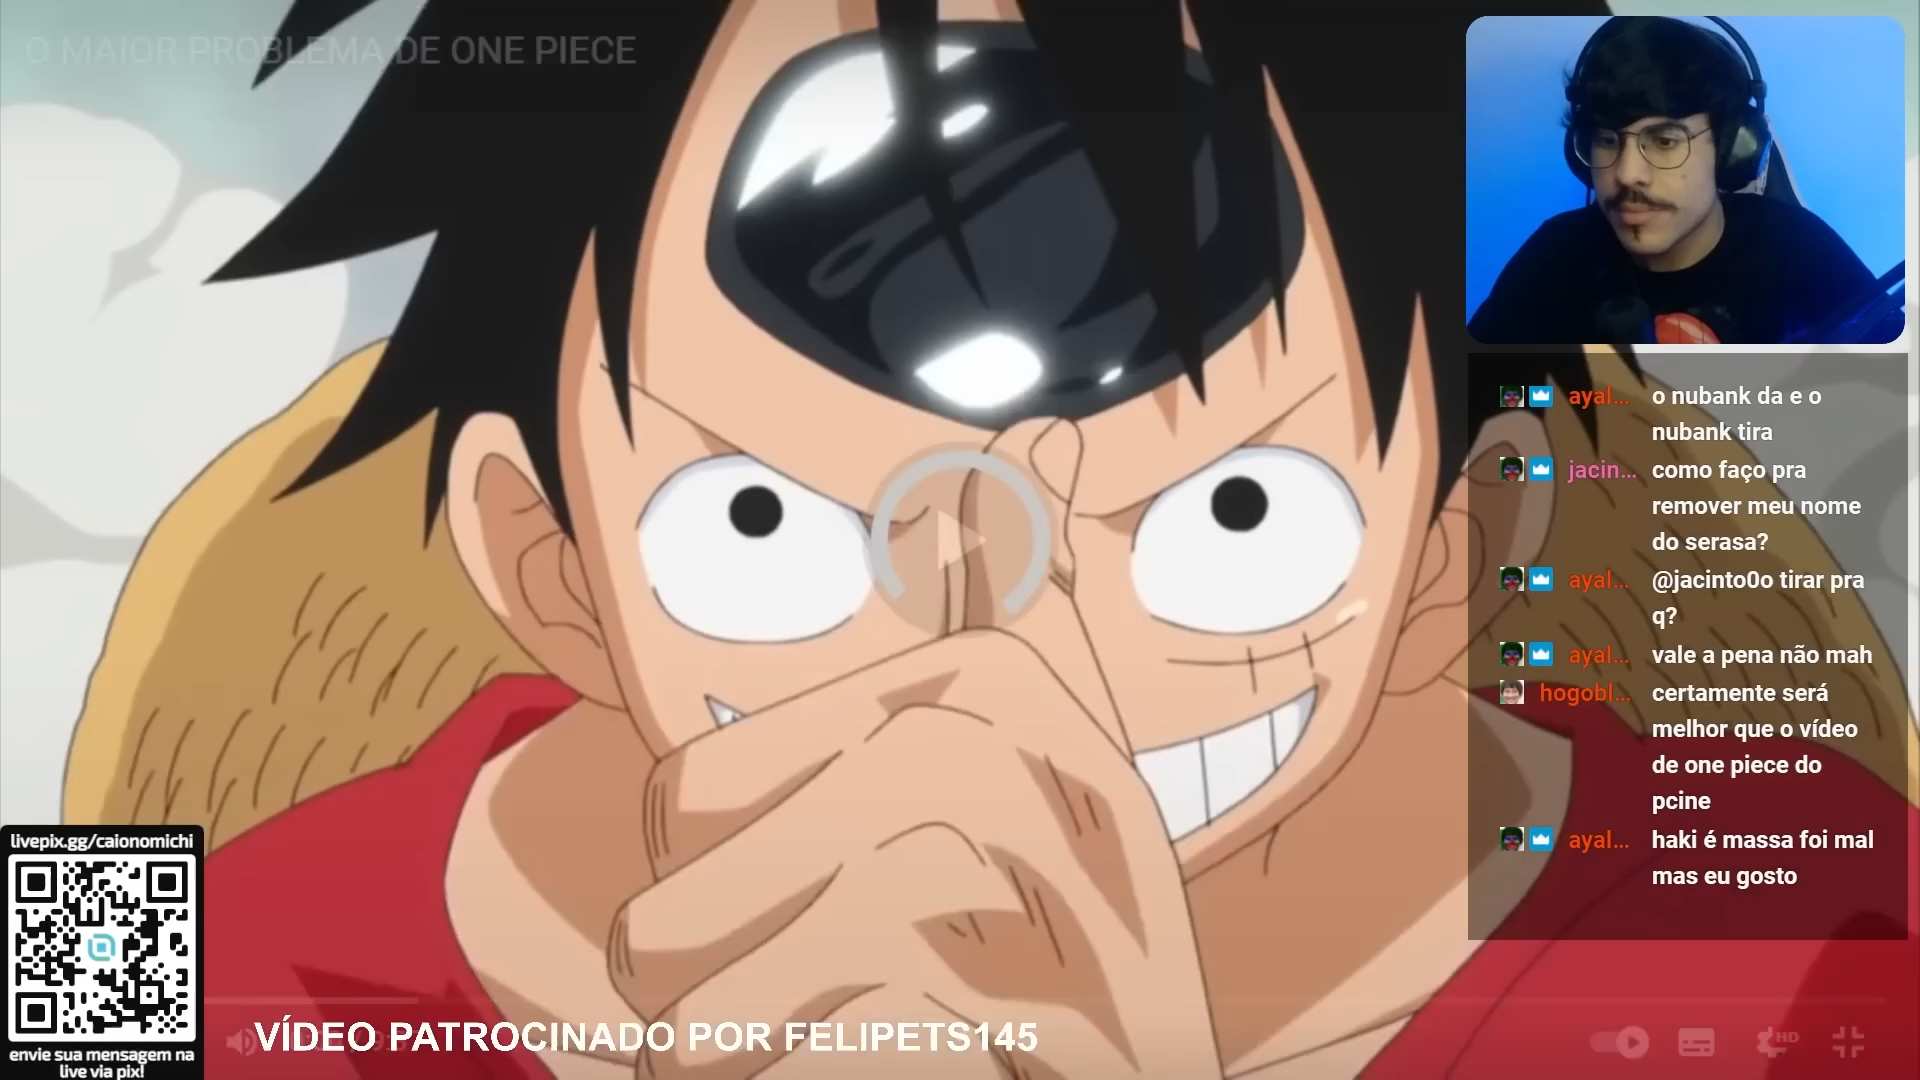 O MAIOR PROBLEMA DE ONE PIECE
ayal... o nubank da e o
nubank tira
jacin... como faço pra
remover meu nome
do serasa?
ayal... @jacinto0o tirar pra
q?
ayal... vale a pena não mah
hogobl... certamente será
melhor que o vídeo
de one piece do
pcine
ayal... haki é massa foi mal
mas eu gosto
livepix.gg/caionomichi
envie sua mensagem na
live via pix!
VÍDEO PATROCINADO POR FELIPETS145
HD